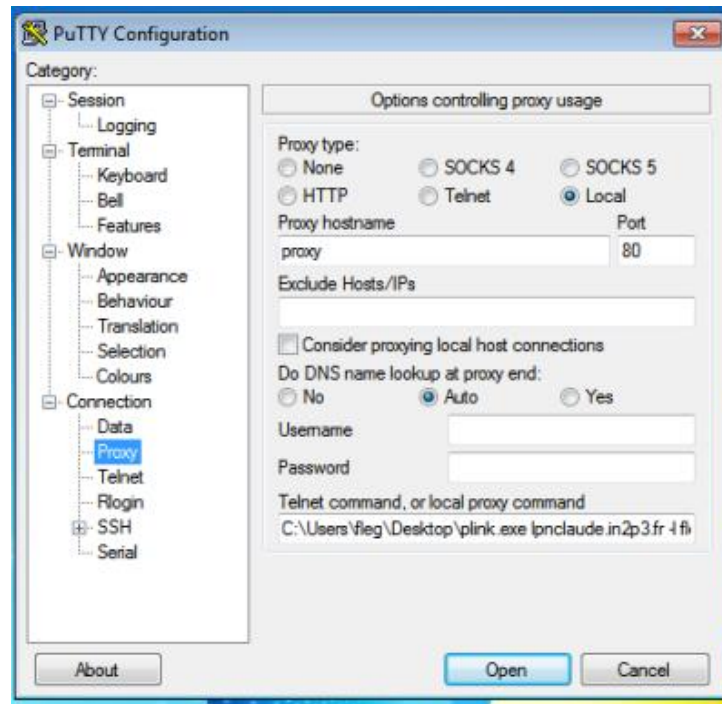 PuTTY Configuration
Category:
Session
Logging
Terminal
Keyboard
Bell
Features
Window
Appearance
Behaviour
Translation
Selection
Colours
Connection
Data
Proxy
Telnet
Rlogin
SSH
Serial
Options controlling proxy usage
Proxy type:
None SOCKS 4 SOCKS 5
HTTP Telnet Local
Proxy hostname Port
proxy 80
Exclude Hosts/IPs
Consider proxying local host connections
Do DNS name lookup at proxy end:
No Auto Yes
Username
Password
Telnet command, or local proxy command
C:\Users\fleg\Desktop\plink.exe lpnclaude.in2p3.fr -l
About Open Cancel